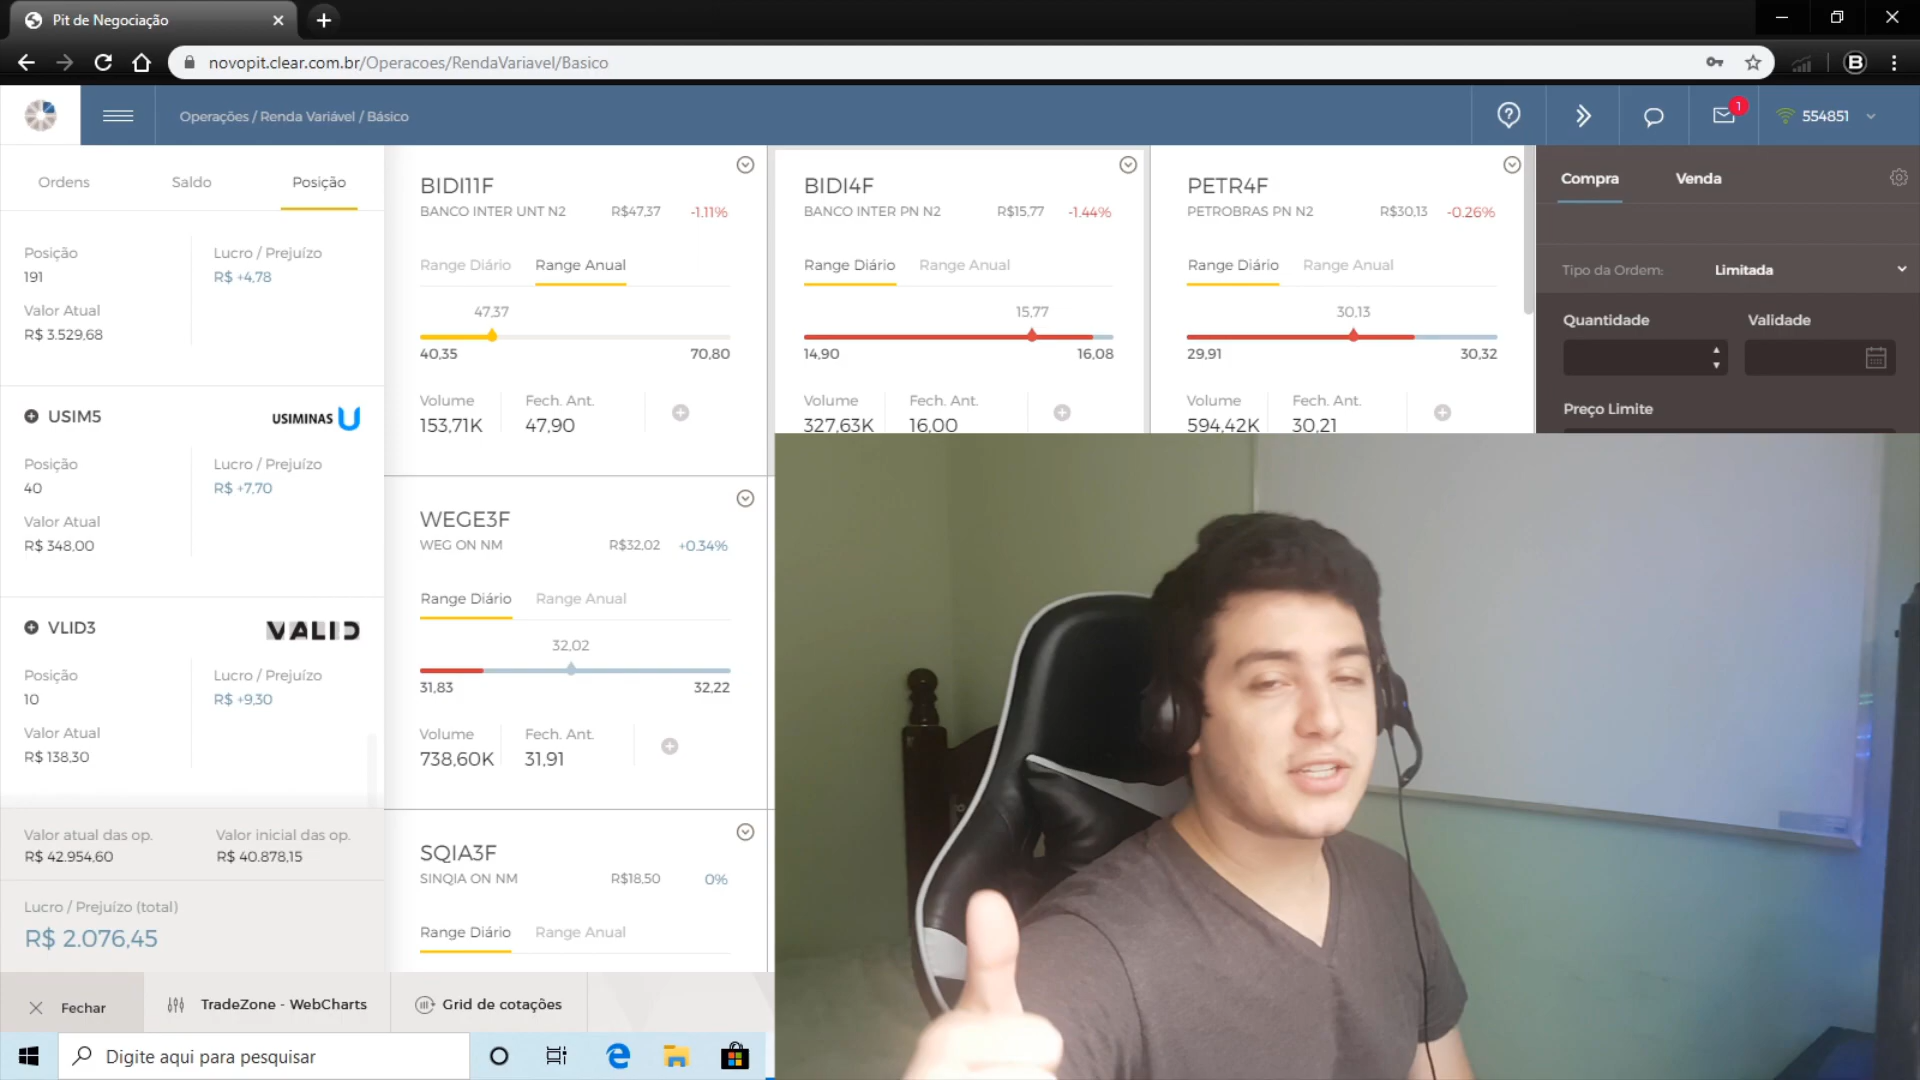 Pit de Negociação
novopit.clear.com.br/Operacoes/RendaVariavel/Basico
B
Operações / Renda Variável / Básico
1
554851
Ordens
Saldo
Posição
Posição
191
Lucro / Prejuízo
R$ +4,78
Valor Atual
R$ 3.529,68
USIM5
USIMINAS U
Posição
40
Lucro / Prejuízo
R$ +7,70
Valor Atual
R$ 348,00
VLID3
VALID
Posição
10
Lucro / Prejuízo
R$ +9,30
Valor Atual
R$ 138,30
Valor atual das op.
R$ 42.954,60
Valor inicial das op.
R$ 40.878,15
Lucro / Prejuízo (total)
R$ 2.076,45
BIDI11F
BANCO INTER UNT N2 R$47,37 -1.11%
Range Diário Range Anual
47,37
40,35 70,80
Volume Fech. Ant.
153,71K 47,90
BIDI4F
BANCO INTER PN N2 R$15,77 -1.44%
Range Diário Range Anual
15,77
14,90 16,08
Volume Fech. Ant.
327,63K 16,00
PETR4F
PETROBRAS PN N2 R$30,13 -0.26%
Range Diário Range Anual
30,13
29,91 30,32
Volume Fech. Ant.
594,42K 30,21
WEGE3F
WEG ON NM R$32,02 +0.34%
Range Diário Range Anual
32,02
31,83 32,22
Volume Fech. Ant.
738,60K 31,91
SQIA3F
SINQIA ON NM R$18,50 0%
Range Diário Range Anual
Compra Venda
Tipo da Ordem: Limitada
Quantidade Validade
Preço Limite
Fechar
TradeZone - WebCharts
Grid de cotações
Digite aqui para pesquisar